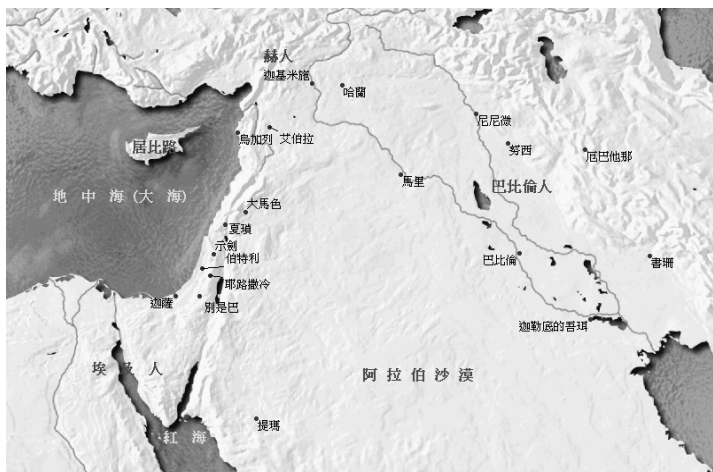 赫人
迦基米施
哈蘭
尼尼微
烏加列
艾伯拉
努西
厄巴他那
居比路
馬里
巴比倫人
地中海(大海)
大馬色
夏瑣
示劍
伯特利
巴比倫
書珊
耶路撒冷
迦薩
別是巴
迦勒底的吾珥
埃及人
阿拉伯沙漠
提瑪
紅海